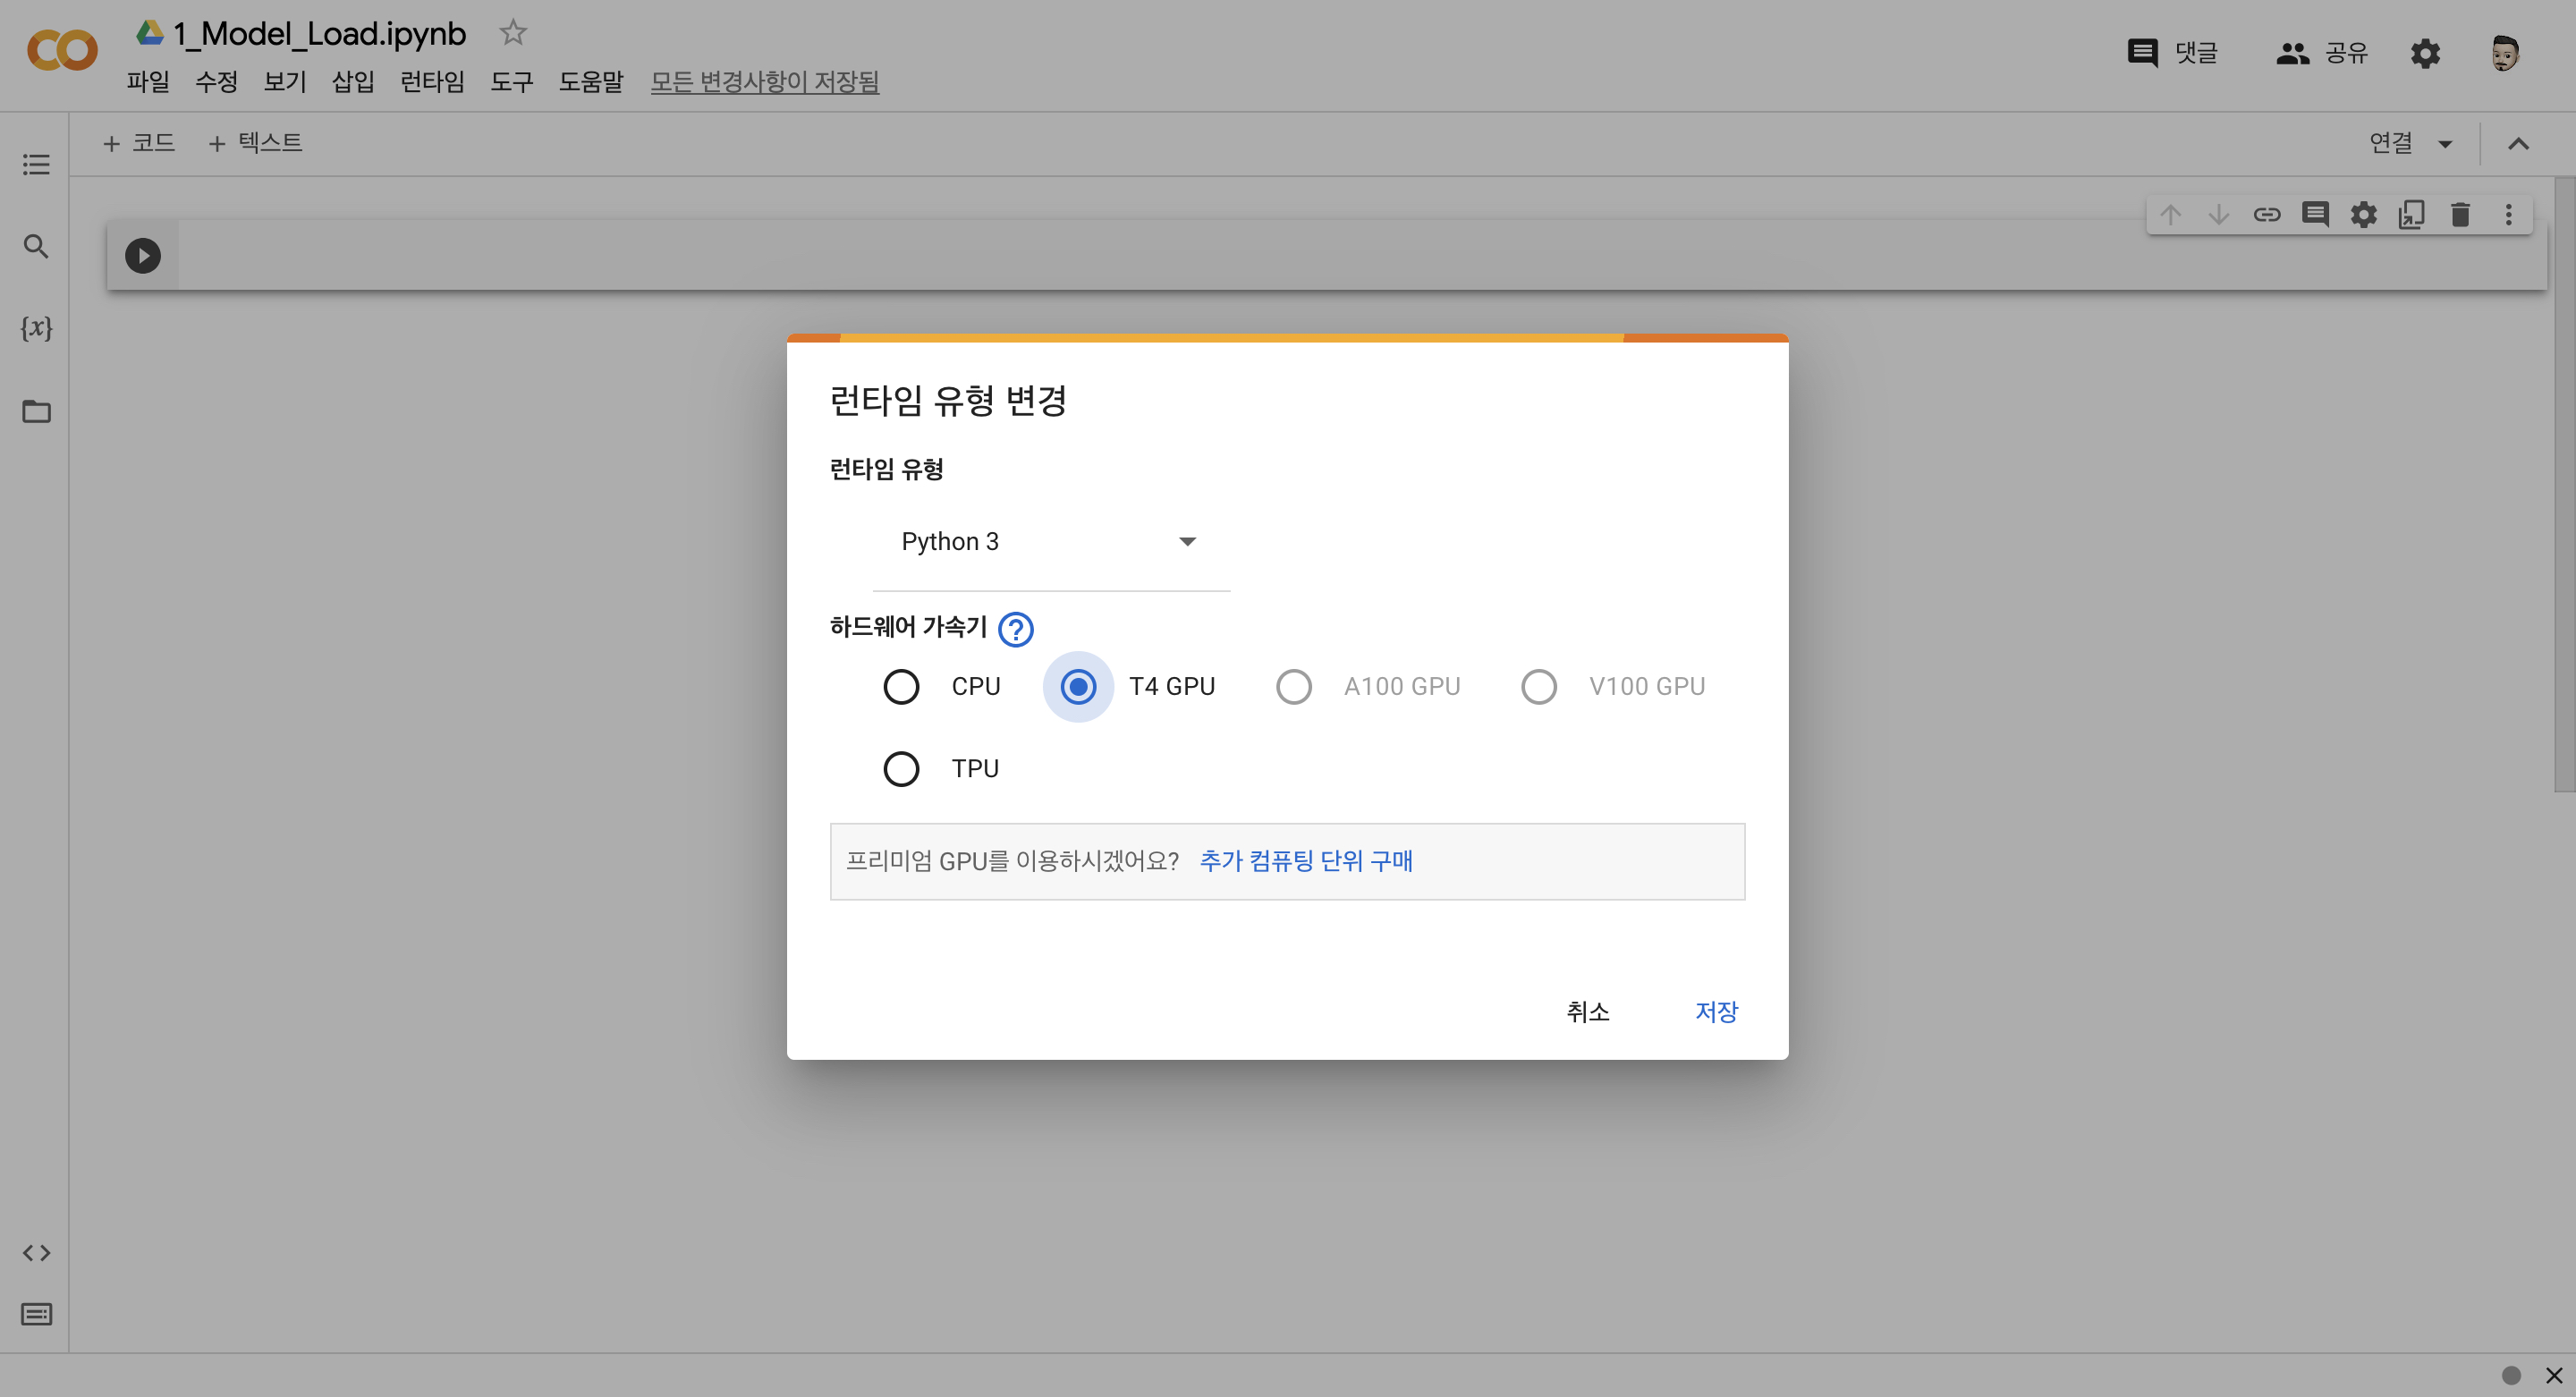 1_Model_Load.ipynb
댓글
공유
파일 수정 보기 삽입 런타임 도구 도움말 모든 변경사항이 저장됨
+ 코드 + 텍스트
연결
{x}
런타임 유형 변경
런타임 유형
Python 3
하드웨어 가속기 ?
CPU T4 GPU A100 GPU V100 GPU
TPU
프리미엄 GPU를 이용하시겠어요? 추가 컴퓨팅 단위 구매
취소 저장